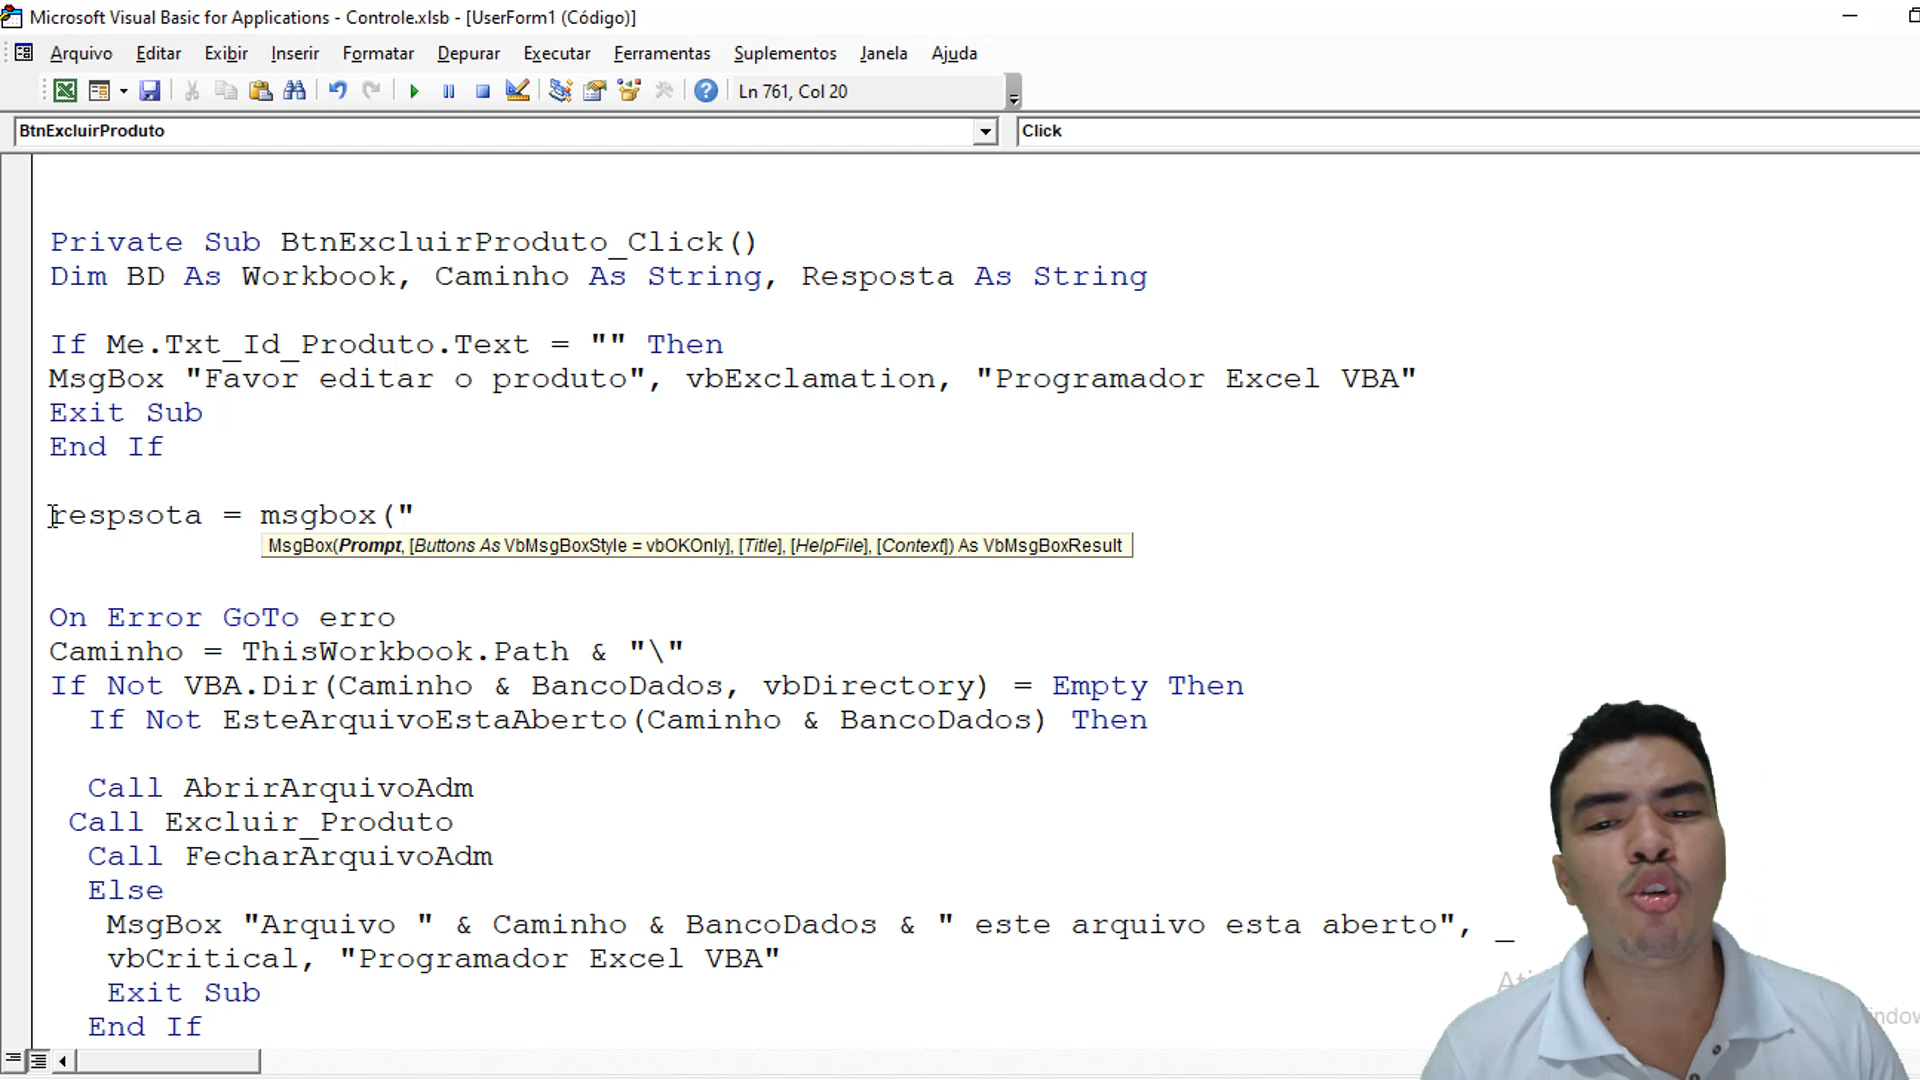 Microsoft Visual Basic for Applications - Controle.xlsb - [UserForm1 (Código)]
Arquivo Editar Exibir Inserir Formatar Depurar Executar Ferramentas Suplementos Janela Ajuda
Ln 761, Col 20
BtnExcluirProduto Click
Private Sub BtnExcluirProduto_Click()
Dim BD As Workbook, Caminho As String, Resposta As String
If Me.Txt_Id_Produto.Text = "" Then
MsgBox "Favor editar o produto", vbExclamation, "Programador Excel VBA"
Exit Sub
End If
respsota = msgbox("
MsgBox(Prompt, [Buttons As VbMsgBoxStyle = vbOKOnly], [Title], [HelpFile], [Context]) As VbMsgBoxResult
On Error GoTo erro
Caminho = ThisWorkbook.Path & "\"
If Not VBA.Dir(Caminho & BancoDados, vbDirectory) = Empty Then
If Not EsteArquivoEstaAberto(Caminho & BancoDados) Then
Call AbrirArquivoAdm
Call Excluir_Produto
Call FecharArquivoAdm
Else
MsgBox "Arquivo " & Caminho & BancoDados & " este arquivo esta aberto", _
vbCritical, "Programador Excel VBA"
Exit Sub
End If